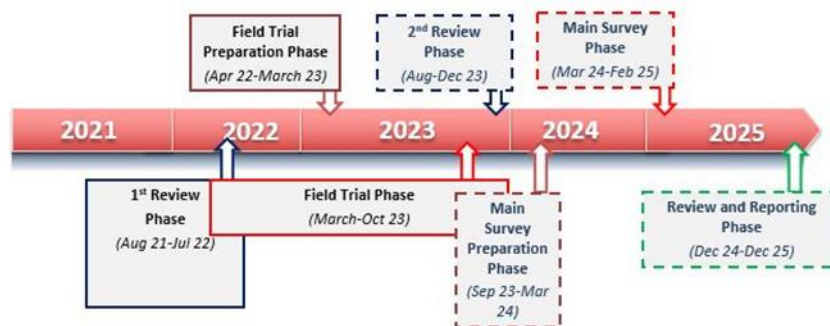 Field Trial
Preparation Phase
(Apr 22-March 23)
2nd Review
Phase
(Aug-Dec 23)
Main Survey
Phase
(Mar 24-Feb 25)
2021
2022
2023
2024
2025
1st Review
Phase
(Aug 21-Jul 22)
Field Trial Phase
(March-Oct 23)
Main
Survey
Preparation
Phase
(Sep 23-Mar
24)
Review and Reporting
Phase
(Dec 24-Dec 25)